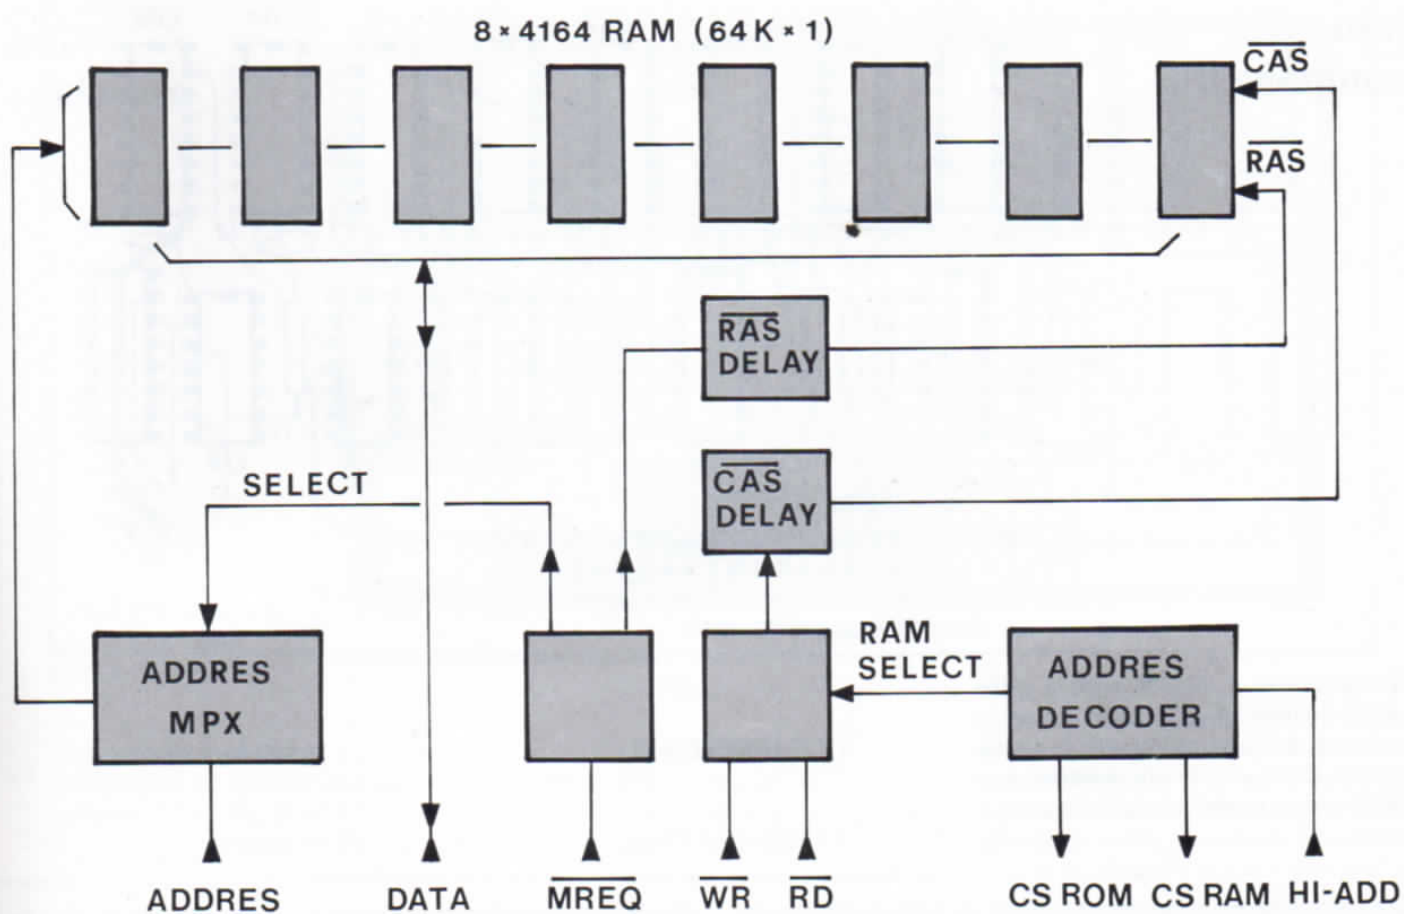 8×4164 RAM (64K×1)
CAS
RAS
RAS
DELAY
CAS
DELAY
SELECT
ADDRES
MPX
RAM
SELECT
ADDRES
DECODER
ADDRES
DATA
MREQ
WR
RD
CS ROM
CS RAM
HI-ADD